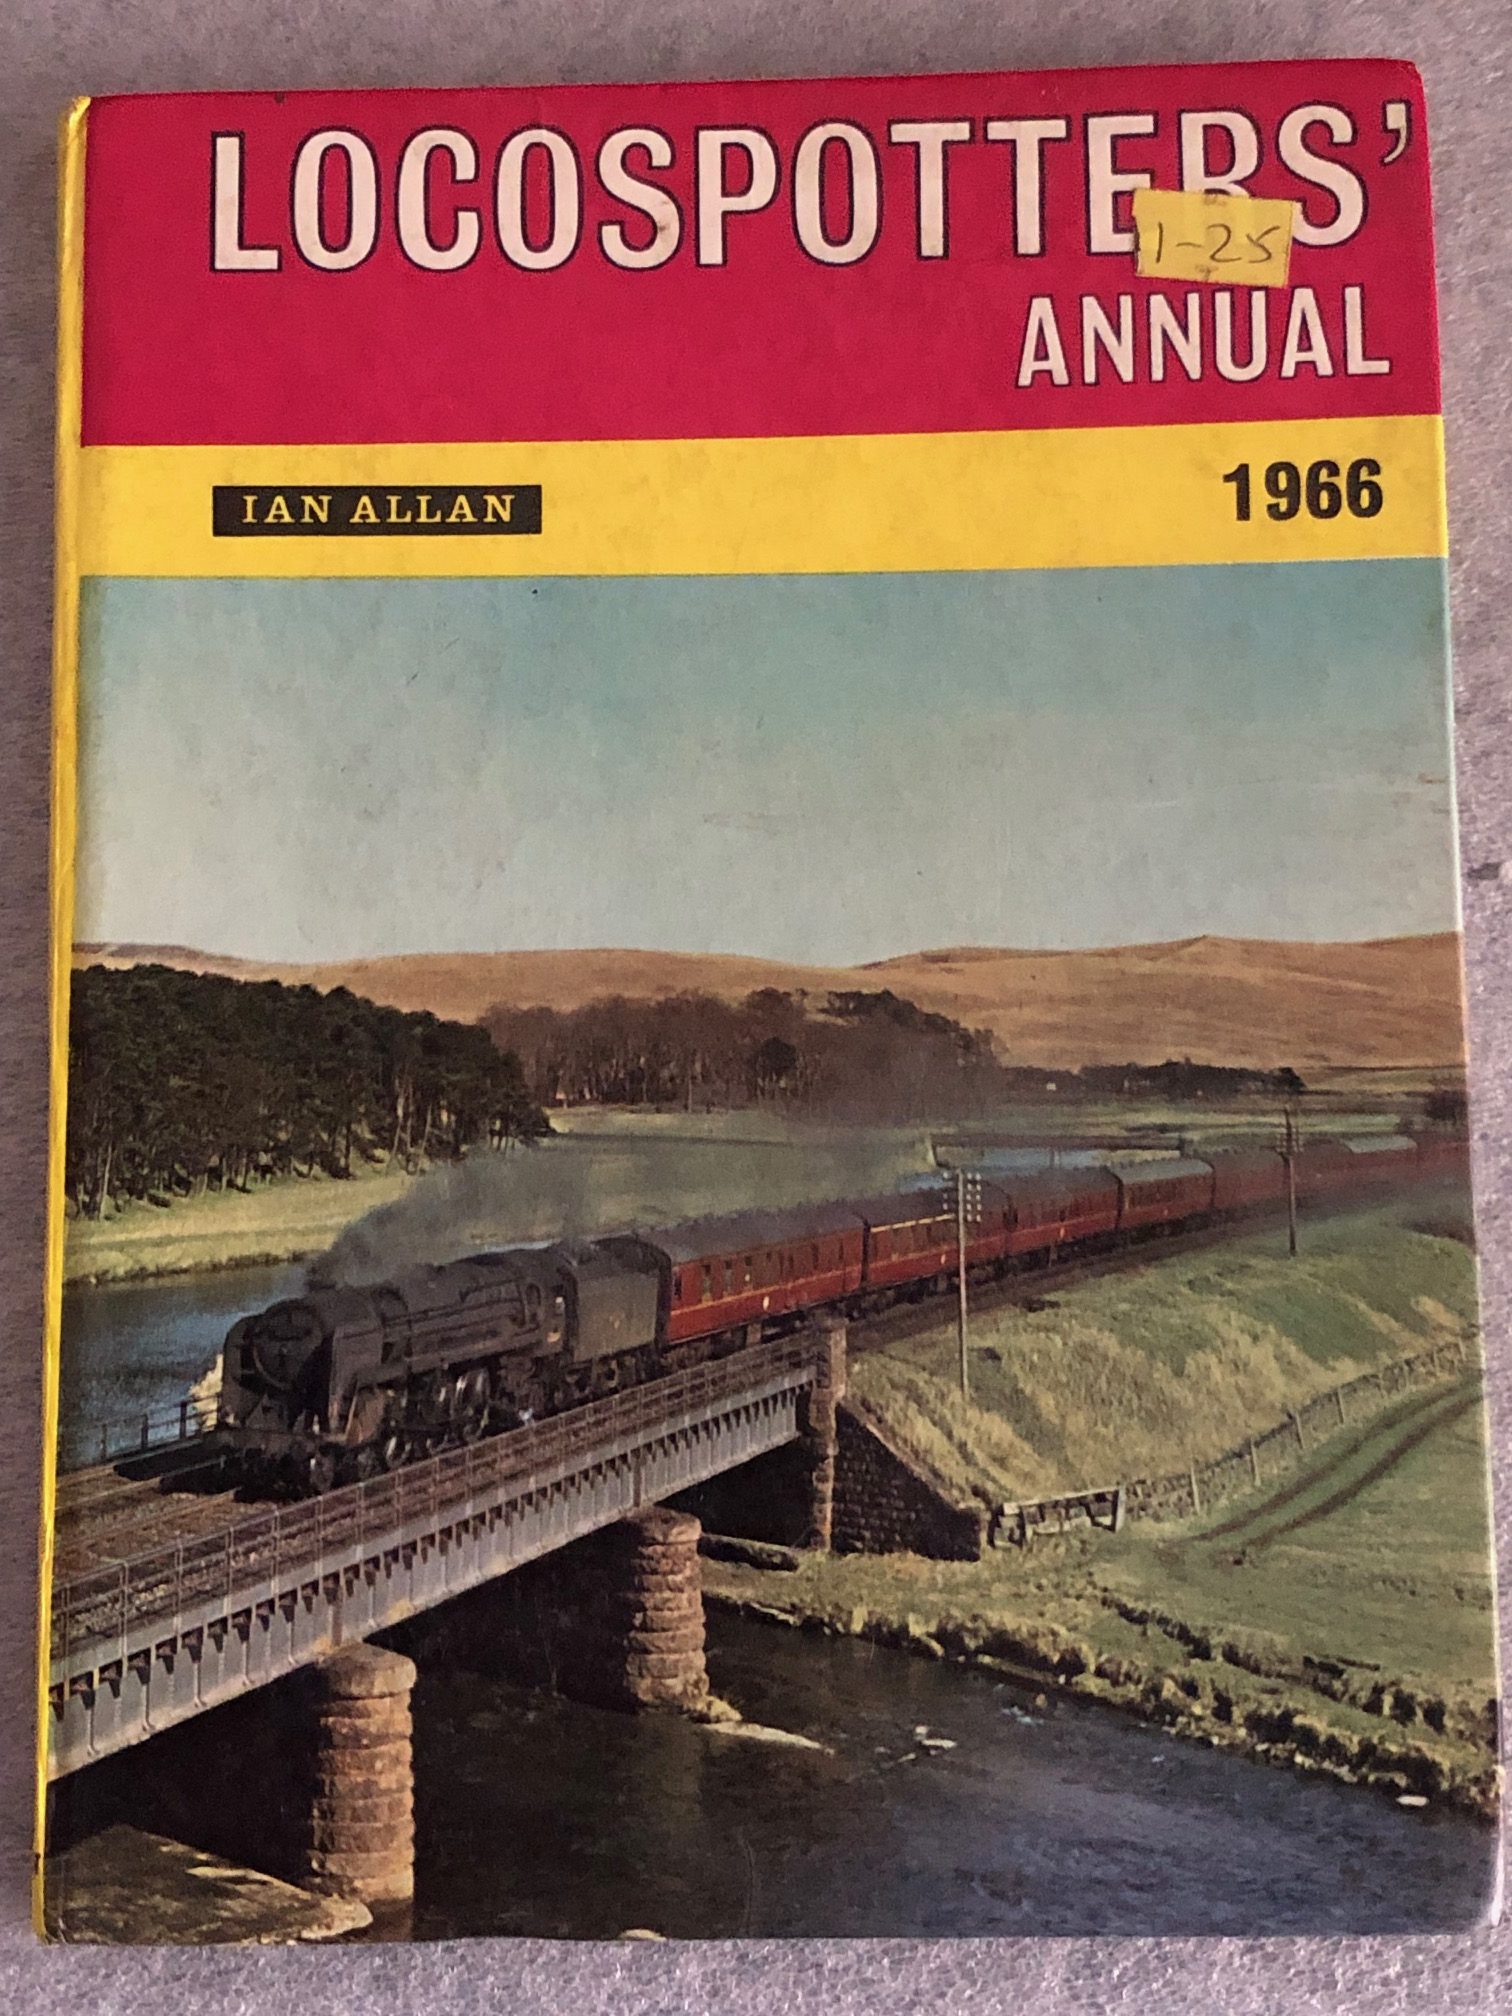 LOCOSPOTTERS'
1-25
ANNUAL
IAN ALLAN
1966